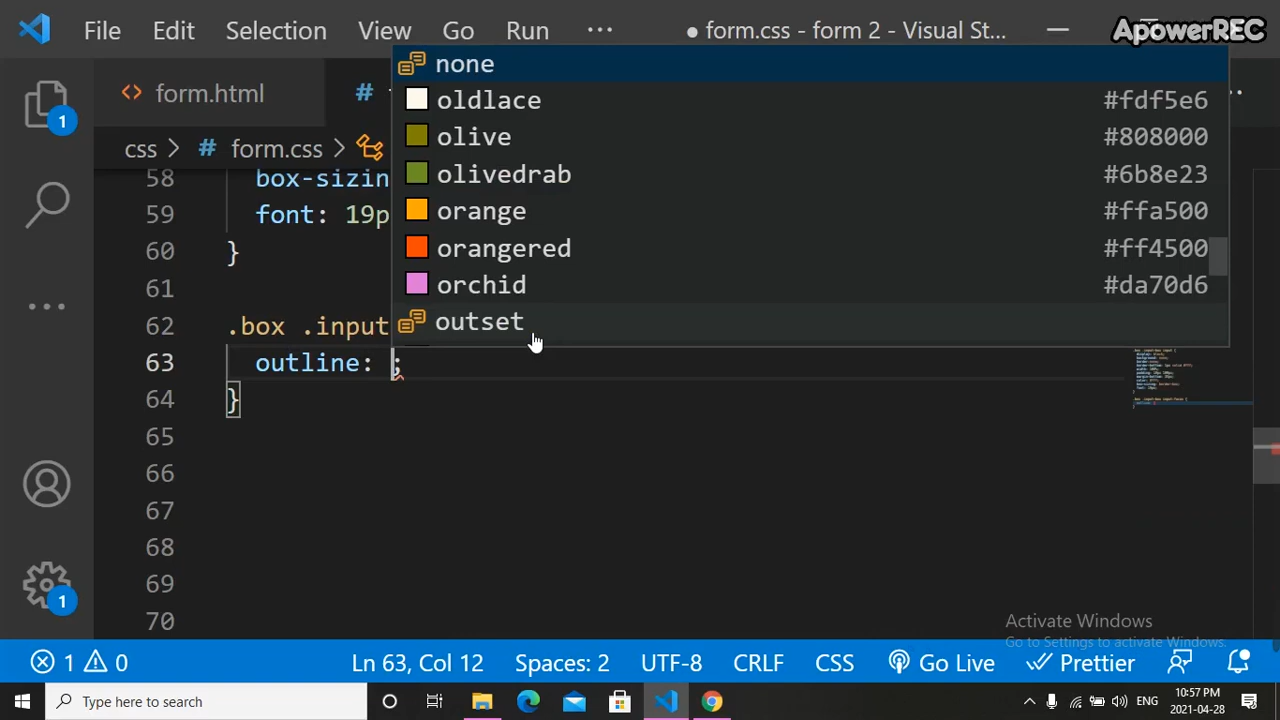 File Edit Selection View Go Run ··· ● form.css - form 2 - Visual St...
ApowerREC
<> form.html #
css > # form.css >
none
oldlace #fdf5e6
olive #808000
olivedrab #6b8e23
orange #ffa500
orangered #ff4500
orchid #da70d6
outset
58 box-sizin
59 font: 19p
60 }
61
62 .box .input
63 outline: ;
64 }
65
66
67
68
69
70
1
1
Activate Windows
Go to Settings to activate Windows.
1 0 Ln 63, Col 12 Spaces: 2 UTF-8 CRLF CSS Go Live Prettier
Type here to search
ENG
10:57 PM
2021-04-28